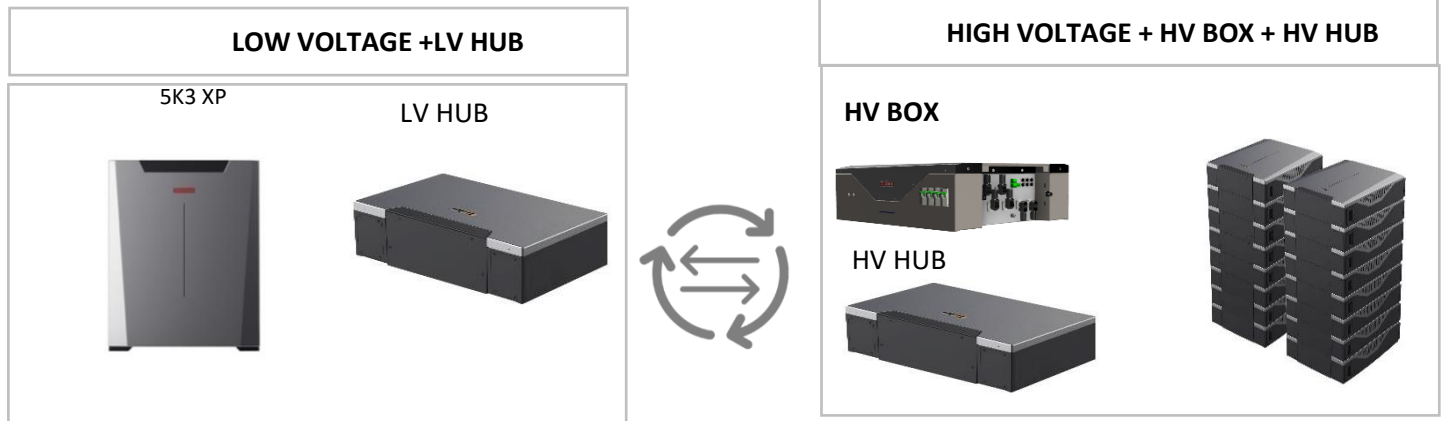 LOW VOLTAGE +LV HUB
5K3 XP
LV HUB
HIGH VOLTAGE + HV BOX + HV HUB
HV BOX
HV HUB